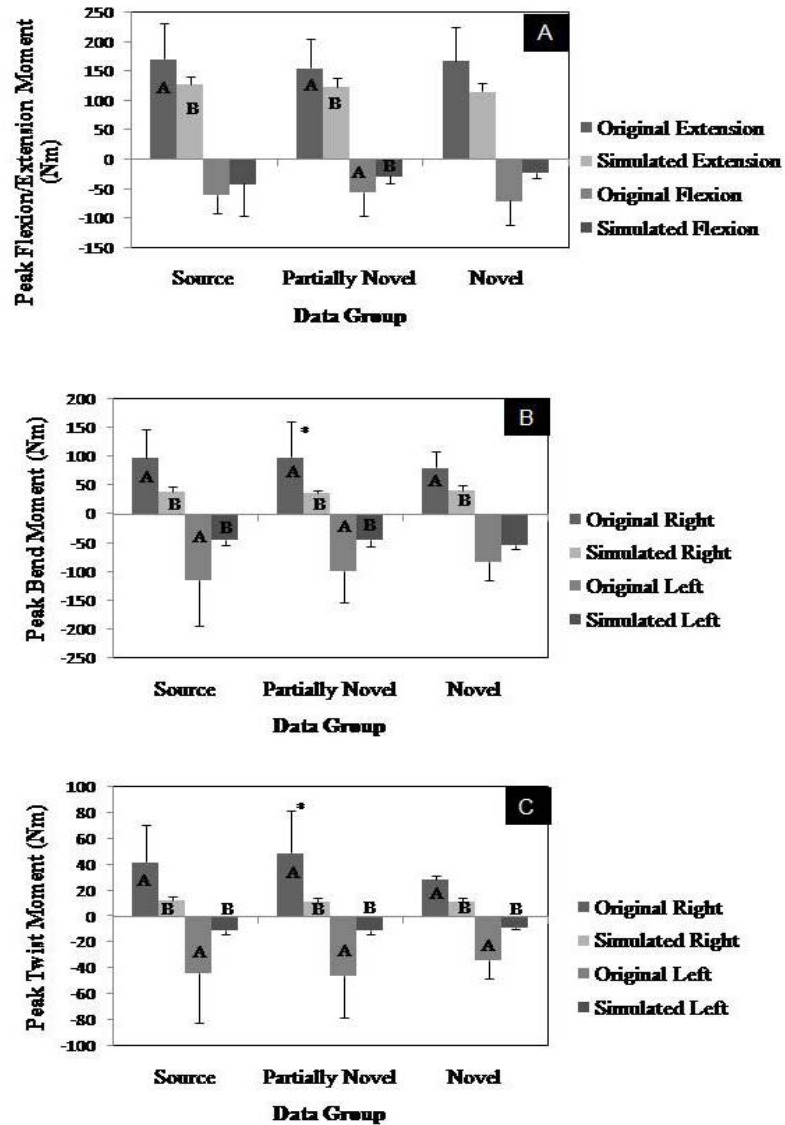 A
Peak Flexion/Extension Moment
(Nm)
250
200
150
100
50
0
-50
-100
-150
A
B
A
B
A
B
Source
Partially Novel
Novel
Data Group
Original Extension
Simulated Extension
Original Flexion
Simulated Flexion
B
Peak Bend Moment (Nm)
200
150
100
50
0
-50
-100
-150
-200
-250
*
A
B
A
B
A
B
A
B
A
B
Source
Partially Novel
Novel
Data Group
Original Right
Simulated Right
Original Left
Simulated Left
C
Peak Twist Moment (Nm)
100
80
60
40
20
0
-20
-40
-60
-80
-100
*
A
B
A
B
A
B
A
B
A
B
A
B
Source
Partially Novel
Novel
Data Group
Original Right
Simulated Right
Original Left
Simulated Left